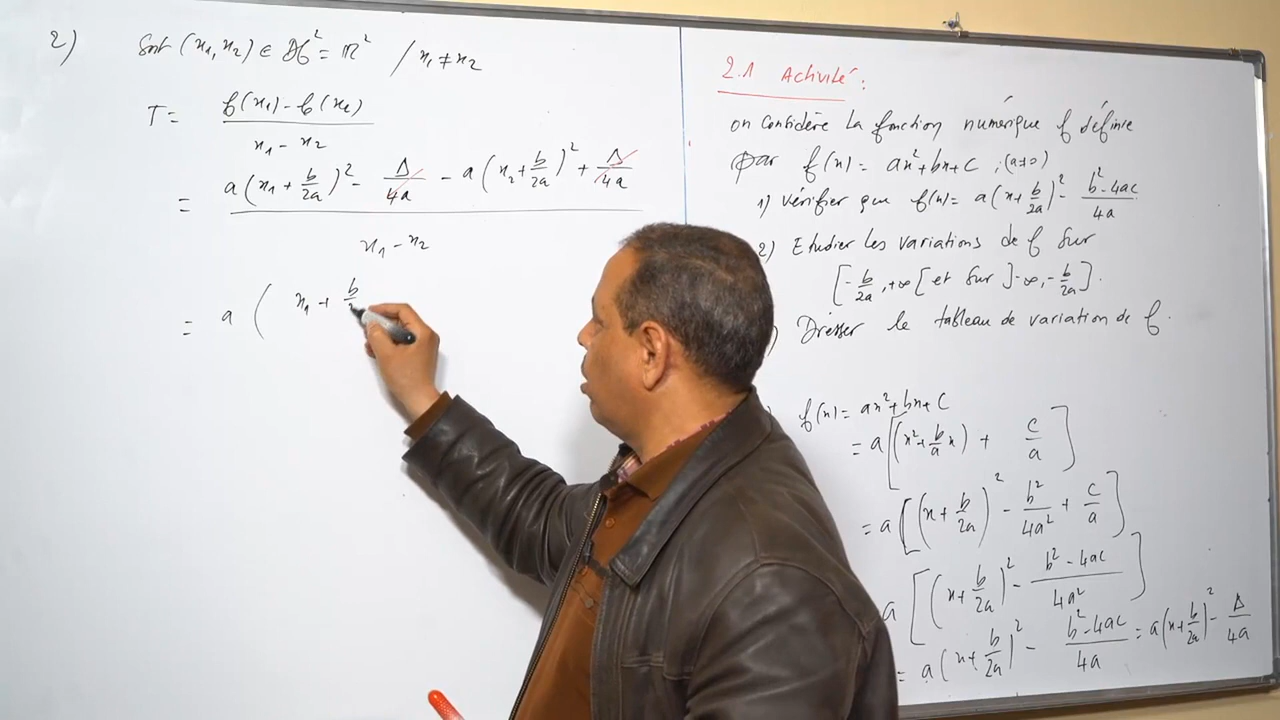 2) Soit (x₁, x₂) ∈ Df² = ℝ² / x₁ ≠ x₂
T = (f(x₁) - f(x₂)) / (x₁ - x₂)
= (a(x₁ + b/2a)² - Δ/4a - a(x₂ + b/2a)² + Δ/4a) / (x₁ - x₂)
= a ( x₁ + b/
2.1 Activité :
on Considère la fonction numérique f définie
par f(x) = ax² + bx + c ; (a≠0)
1) Vérifier que f(x) = a(x + b/2a)² - (b² - 4ac)/4a
2) Etudier les variations de f sur
[-b/2a, +∞[ et sur ]-∞, -b/2a].
) Dresser le tableau de variation de f.
) f(x) = ax² + bx + c
= a[(x² + b/a x) + c/a]
= a[(x + b/2a)² - b²/4a² + c/a]
a[(x + b/2a)² - (b² - 4ac)/4a²]
= a(x + b/2a)² - (b² - 4ac)/4a = a(x + b/2a)² - Δ/4a